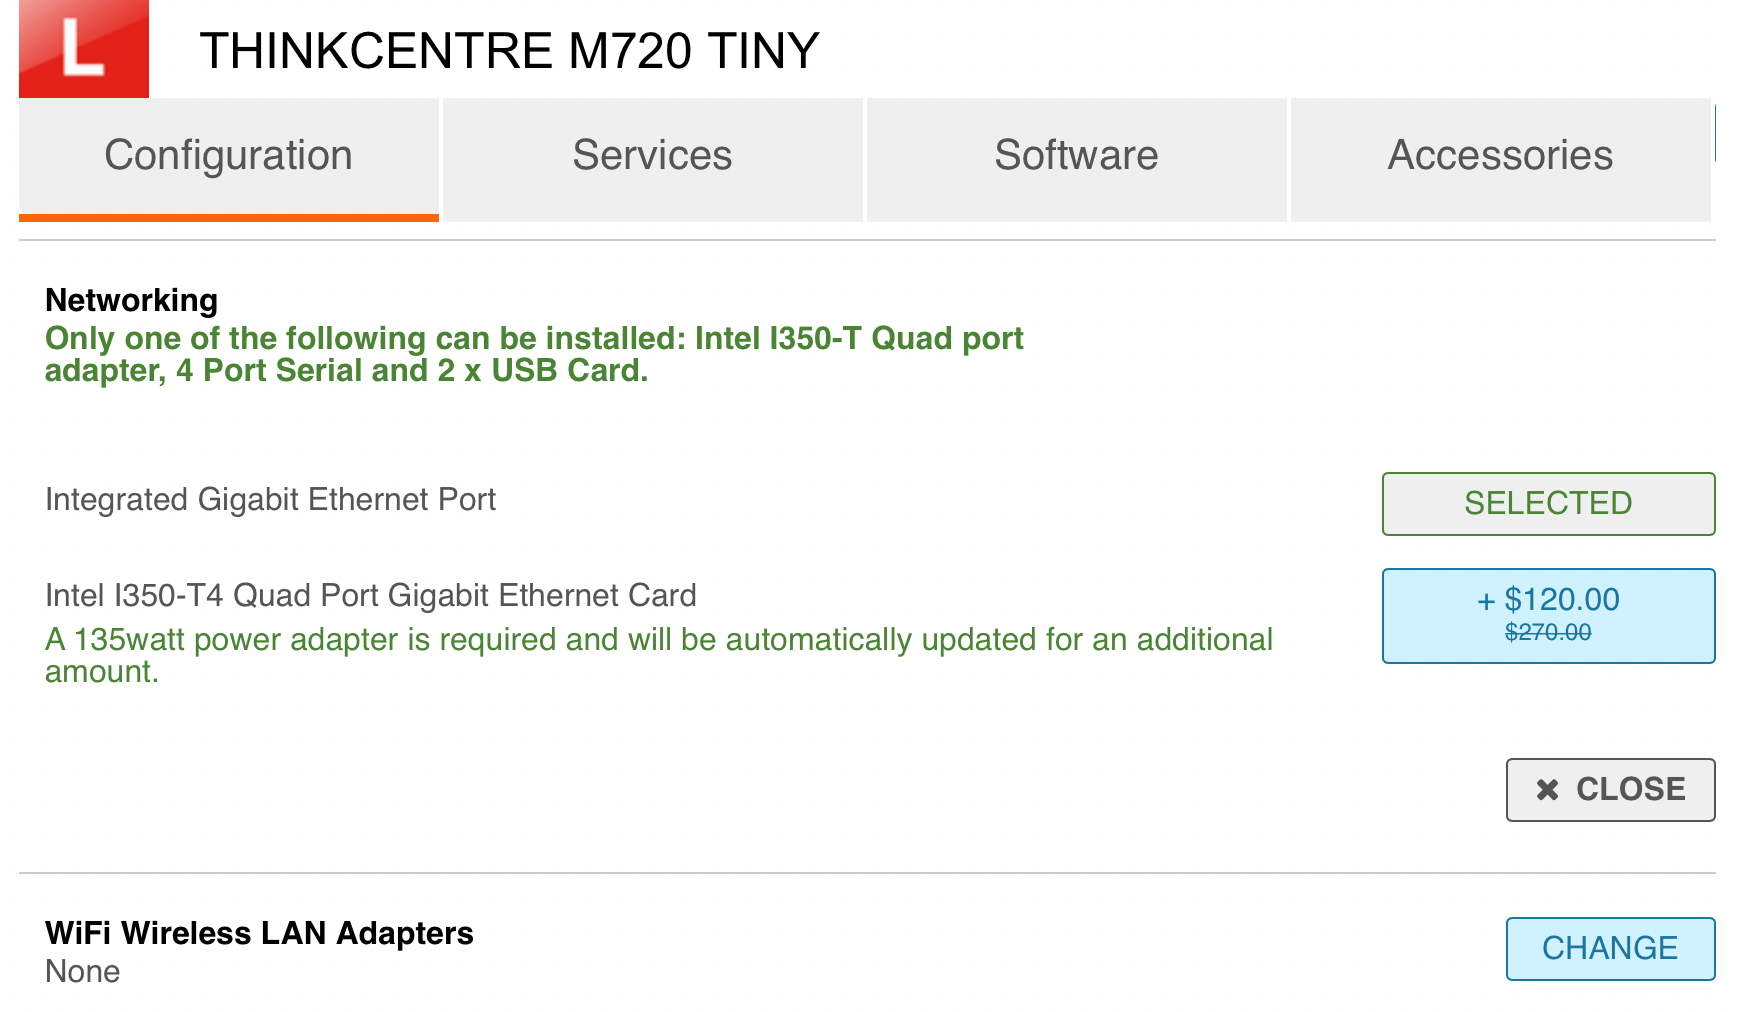 L
THINKCENTRE M720 TINY
Configuration
Services
Software
Accessories
Networking
Only one of the following can be installed: Intel I350-T Quad port
adapter, 4 Port Serial and 2 x USB Card.
Integrated Gigabit Ethernet Port
SELECTED
Intel I350-T4 Quad Port Gigabit Ethernet Card
A 135watt power adapter is required and will be automatically updated for an additional
amount.
+ $120.00
$270.00
✖ CLOSE
WiFi Wireless LAN Adapters
None
CHANGE